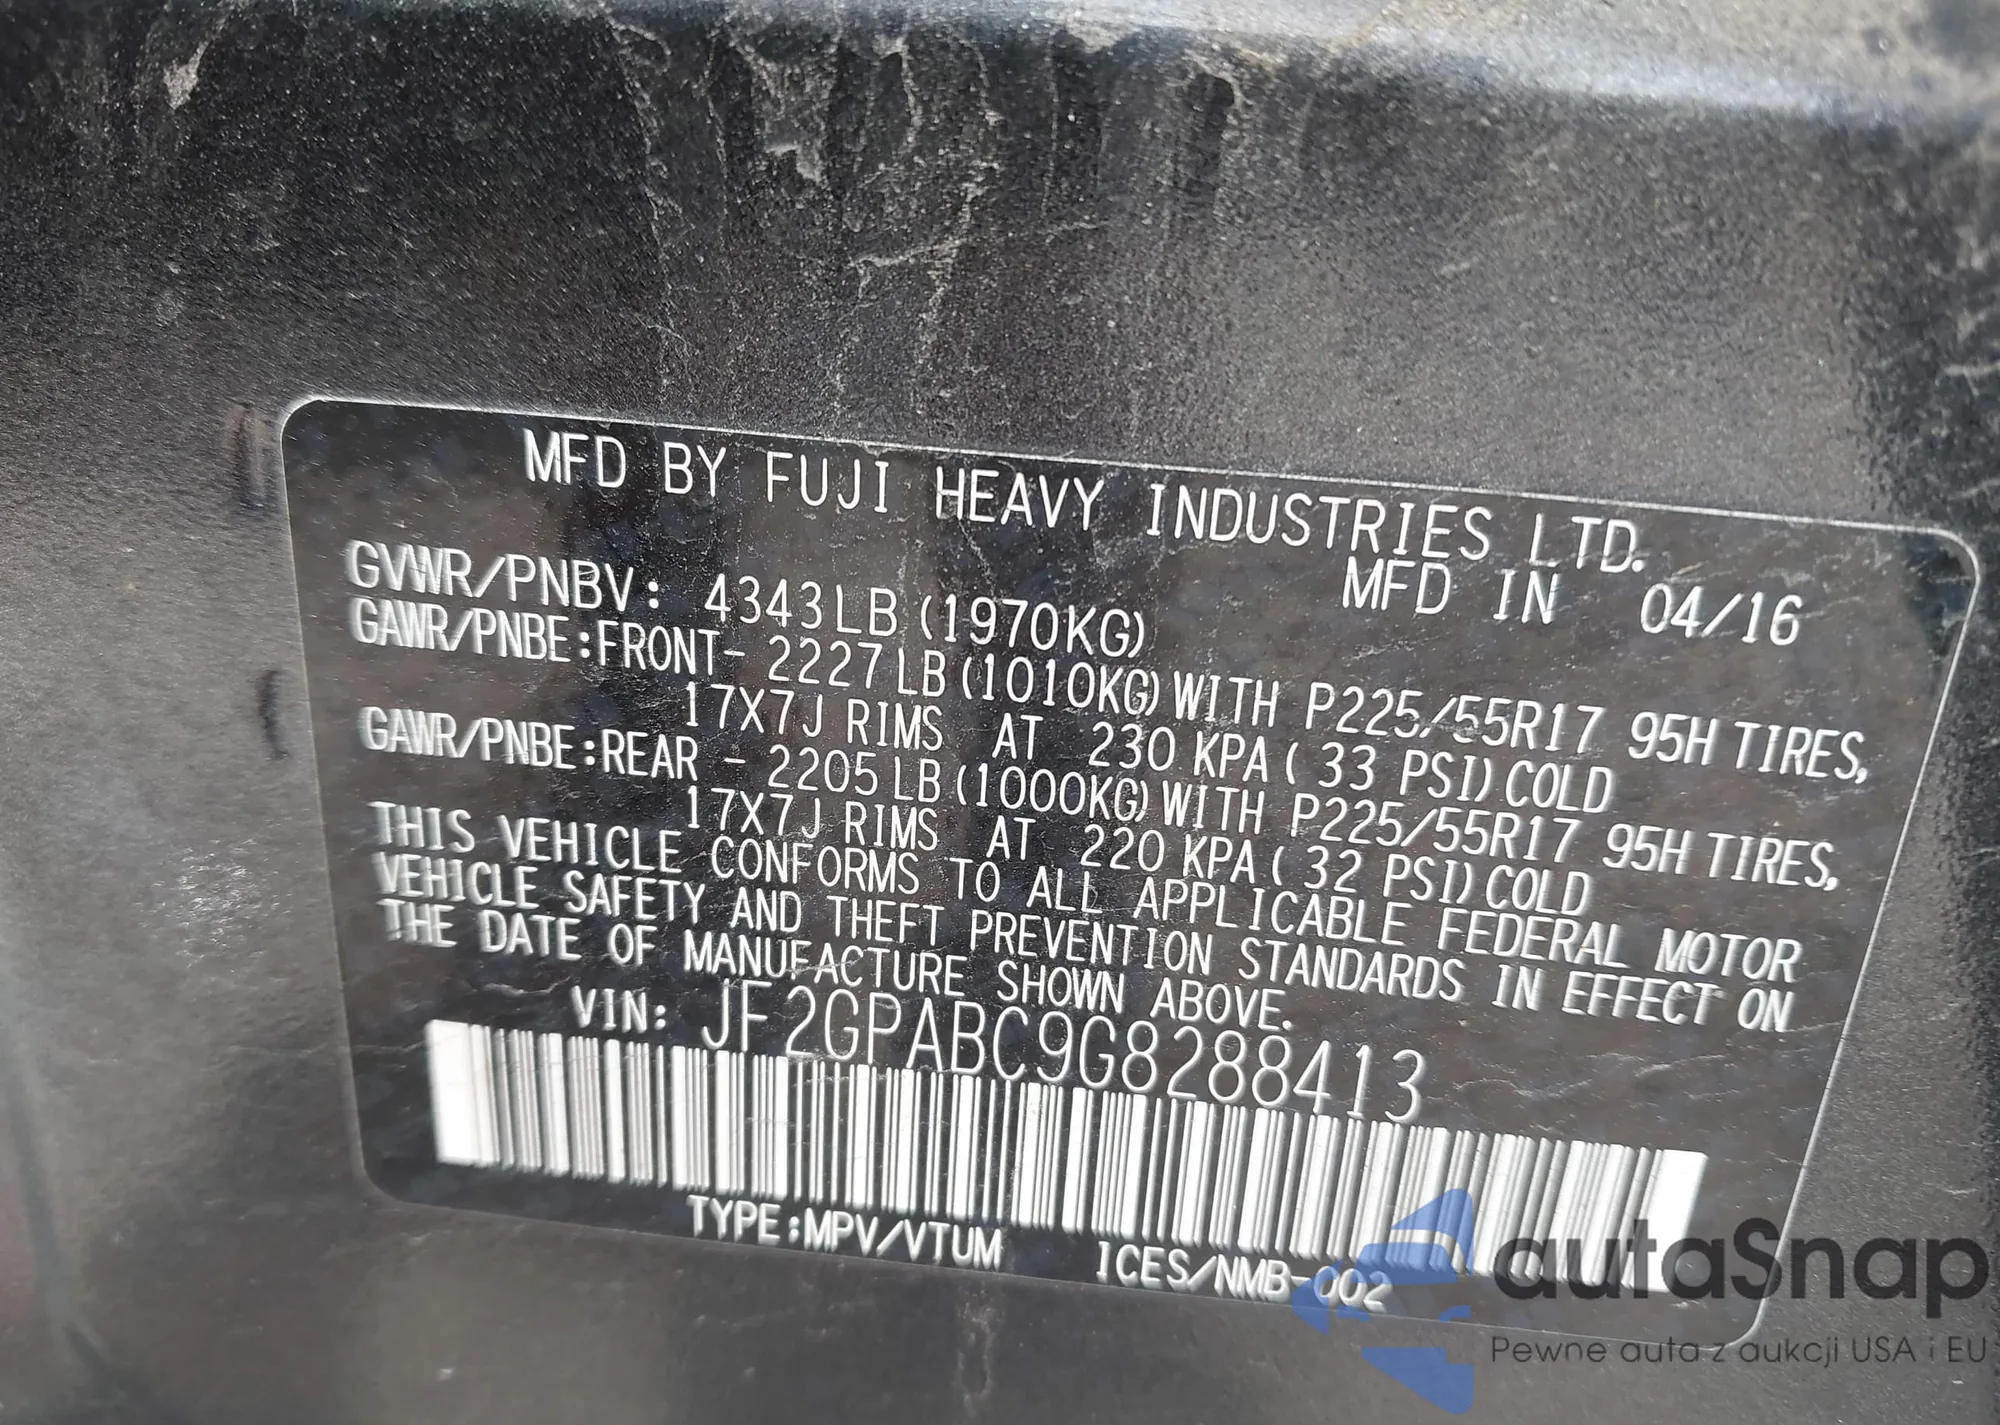 MFD BY FUJI HEAVY INDUSTRIES LTD.
MFD IN 04/16
GVWR/PNBV: 4343LB (1970KG)
GAWR/PNBE:FRONT- 2227LB(1010KG)WITH P225/55R17 95H TIRES,
17X7J RIMS AT 230 KPA( 33 PSI)COLD
GAWR/PNBE:REAR - 2205LB(1000KG)WITH P225/55R17 95H TIRES,
17X7J RIMS AT 220 KPA( 32 PSI)COLD
THIS VEHICLE CONFORMS TO ALL APPLICABLE FEDERAL MOTOR
VEHICLE SAFETY AND THEFT PREVENTION STANDARDS IN EFFECT ON
THE DATE OF MANUFACTURE SHOWN ABOVE.
VIN: JF2GPABC9G8288413
TYPE:MPV/VTUM ICES/NMB-002
autaSnap
Pewne auta z aukcji USA i EU